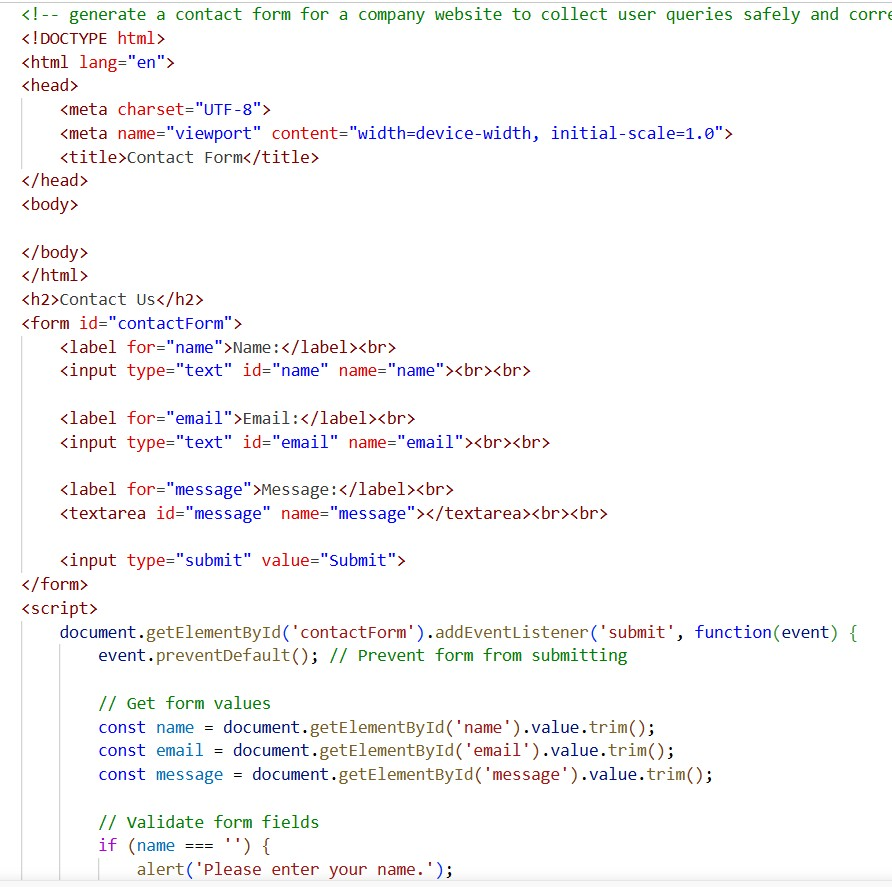 <!-- generate a contact form for a company website to collect user queries safely and
<!DOCTYPE html>
<html lang="en">
<head>
    <meta charset="UTF-8">
    <meta name="viewport" content="width=device-width, initial-scale=1.0">
    <title>Contact Form</title>
</head>
<body>

</body>
</html>
<h2>Contact Us</h2>
<form id="contactForm">
    <label for="name">Name:</label><br>
    <input type="text" id="name" name="name"><br><br>

    <label for="email">Email:</label><br>
    <input type="text" id="email" name="email"><br><br>

    <label for="message">Message:</label><br>
    <textarea id="message" name="message"></textarea><br><br>

    <input type="submit" value="Submit">
</form>
<script>
    document.getElementById('contactForm').addEventListener('submit', function(event) {
        event.preventDefault(); // Prevent form from submitting

        // Get form values
        const name = document.getElementById('name').value.trim();
        const email = document.getElementById('email').value.trim();
        const message = document.getElementById('message').value.trim();

        // Validate form fields
        if (name === '') {
            alert('Please enter your name.');